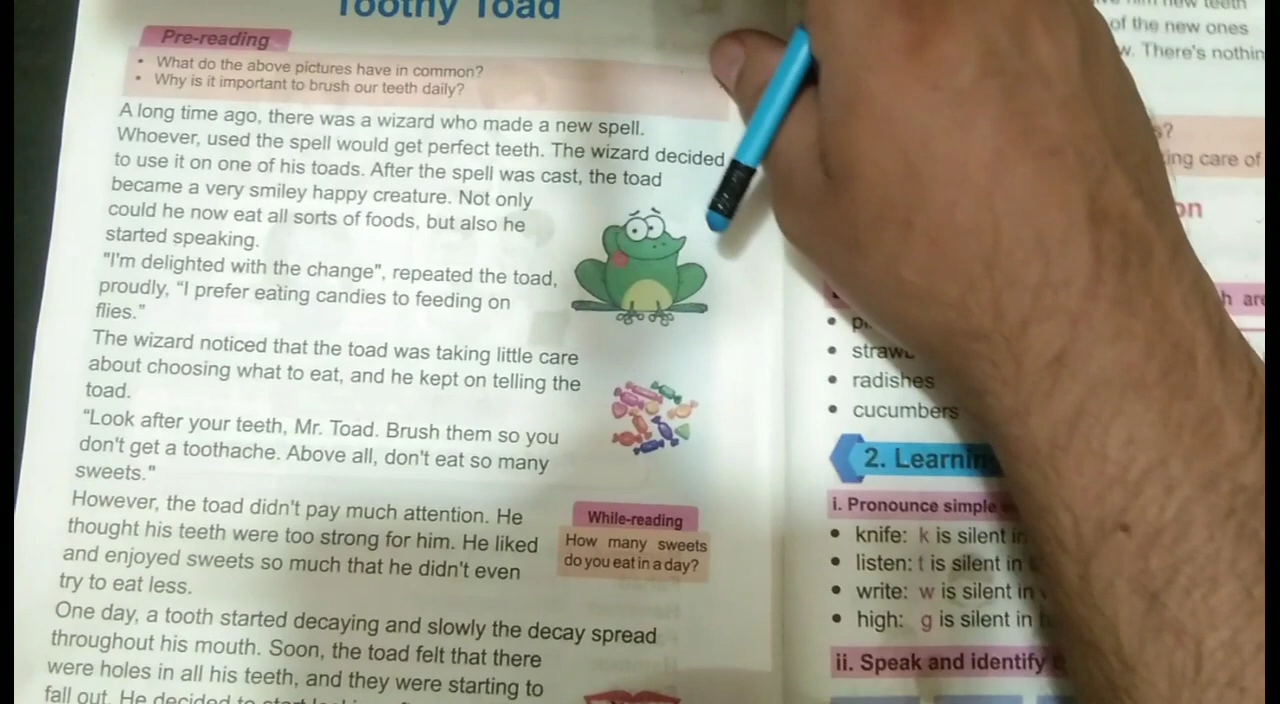 Toothy Toad
Pre-reading
• What do the above pictures have in common?
• Why is it important to brush our teeth daily?
A long time ago, there was a wizard who made a new spell.
Whoever, used the spell would get perfect teeth. The wizard decided
to use it on one of his toads. After the spell was cast, the toad
became a very smiley happy creature. Not only
could he now eat all sorts of foods, but also he
started speaking.
"I'm delighted with the change", repeated the toad,
proudly, “I prefer eating candies to feeding on
flies.”
The wizard noticed that the toad was taking little care
about choosing what to eat, and he kept on telling the
toad.
“Look after your teeth, Mr. Toad. Brush them so you
don't get a toothache. Above all, don't eat so many
sweets."
However, the toad didn't pay much attention. He
thought his teeth were too strong for him. He liked
and enjoyed sweets so much that he didn't even
try to eat less.
While-reading
How many sweets
do you eat in a day?
One day, a tooth started decaying and slowly the decay spread
throughout his mouth. Soon, the toad felt that there
were holes in all his teeth, and they were starting to
fall out. He decided to start
new teeth
of the new ones
There's
care of
• radishes
• cucumbers
2.
i. Pronounce simple
• knife: k is silent in
• listen: t is silent in
• write: w is silent in
• high: g is silent in
ii. Speak and identify